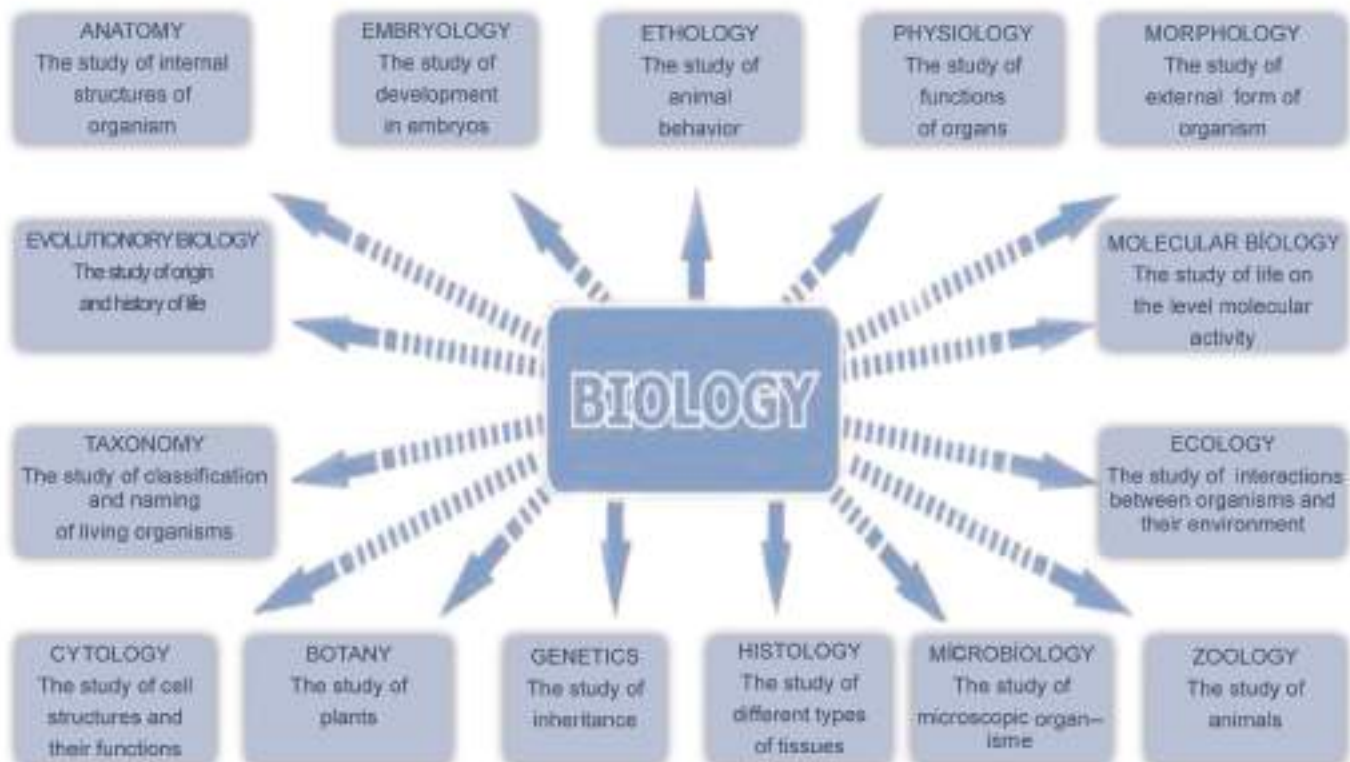 ANATOMY
The study of internal
structures of
organism
EMBRYOLOGY
The study of
development
in embryos
ETHOLOGY
The study of
animal
behavior
PHYSIOLOGY
The study of
functions
of organs
MORPHOLOGY
The study of
external form of
organism
EVOLUTIONORY BIOLOGY
The study of origin
and history of life
MOLECULAR BİOLOGY
The study of life on
the level molecular
activity
BIOLOGY
TAXONOMY
The study of classification
and naming
of living organisms
ECOLOGY
The study of interactions
between organisms and
their environment
CYTOLOGY
The study of cell
structures and
their functions
BOTANY
The study of
plants
GENETICS
The study of
inheritance
HISTOLOGY
The study of
different types
of tissues
MİCROBİOLOGY
The study of
microscopic organ-
isme
ZOOLOGY
The study of
animals